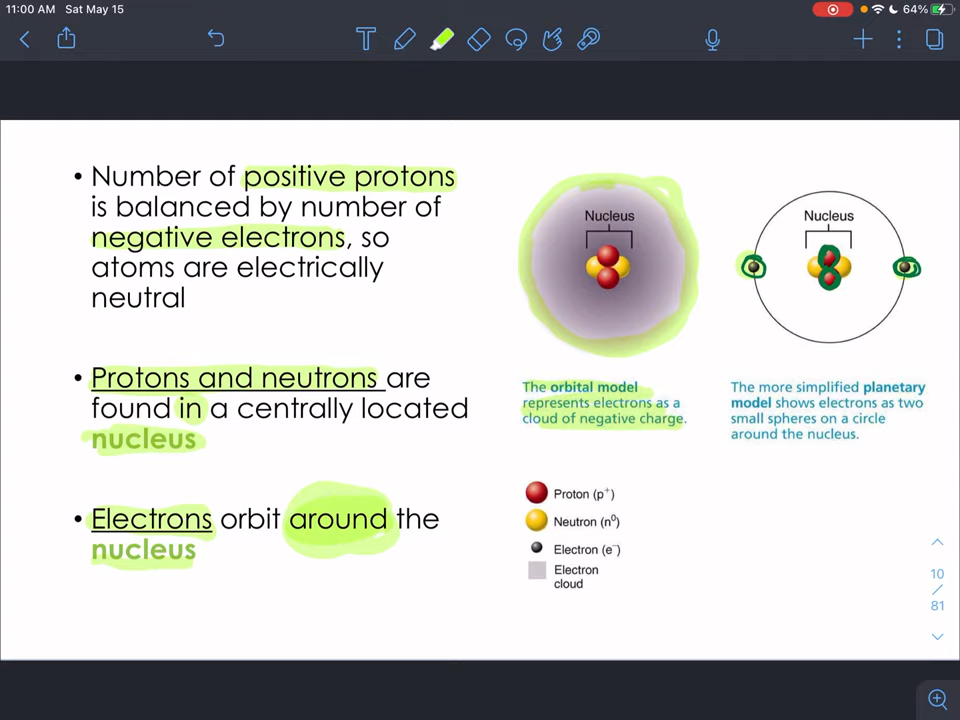 11:00 AM Sat May 15
64%
• Number of positive protons
is balanced by number of
negative electrons, so
atoms are electrically
neutral
• Protons and neutrons are
found in a centrally located
nucleus
• Electrons orbit around the
nucleus
Nucleus
The orbital model
represents electrons as a
cloud of negative charge.
Nucleus
The more simplified planetary
model shows electrons as two
small spheres on a circle
around the nucleus.
Proton (p⁺)
Neutron (n⁰)
Electron (e⁻)
Electron
cloud
10
/
81